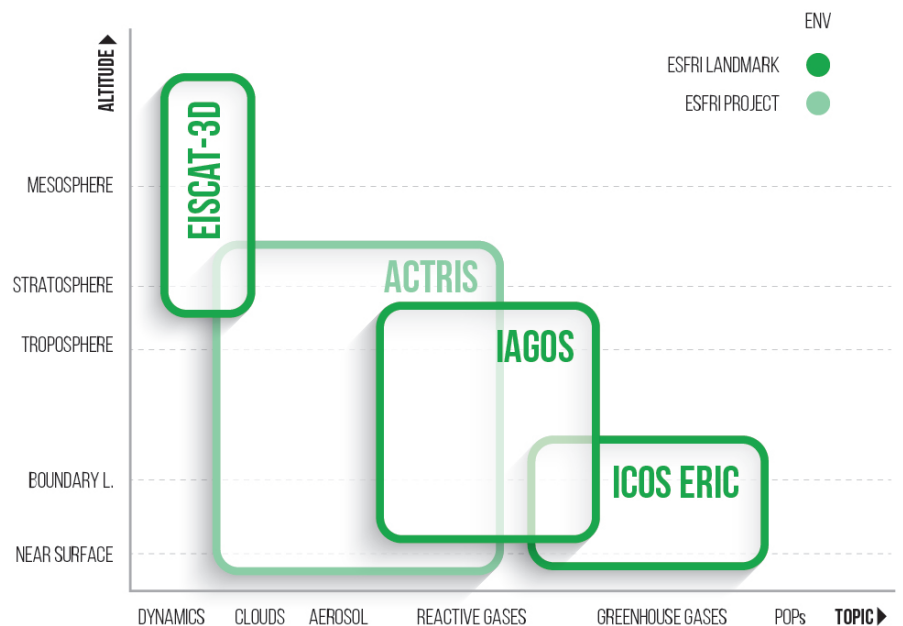 ENV
ESFRI LANDMARK
ESFRI PROJECT
ALTITUDE
EISCAT-3D
MESOSPHERE
ACTRIS
STRATOSPHERE
IAGOS
TROPOSPHERE
ICOS ERIC
BOUNDARY L.
NEAR SURFACE
DYNAMICS CLOUDS AEROSOL REACTIVE GASES GREENHOUSE GASES POPs TOPIC